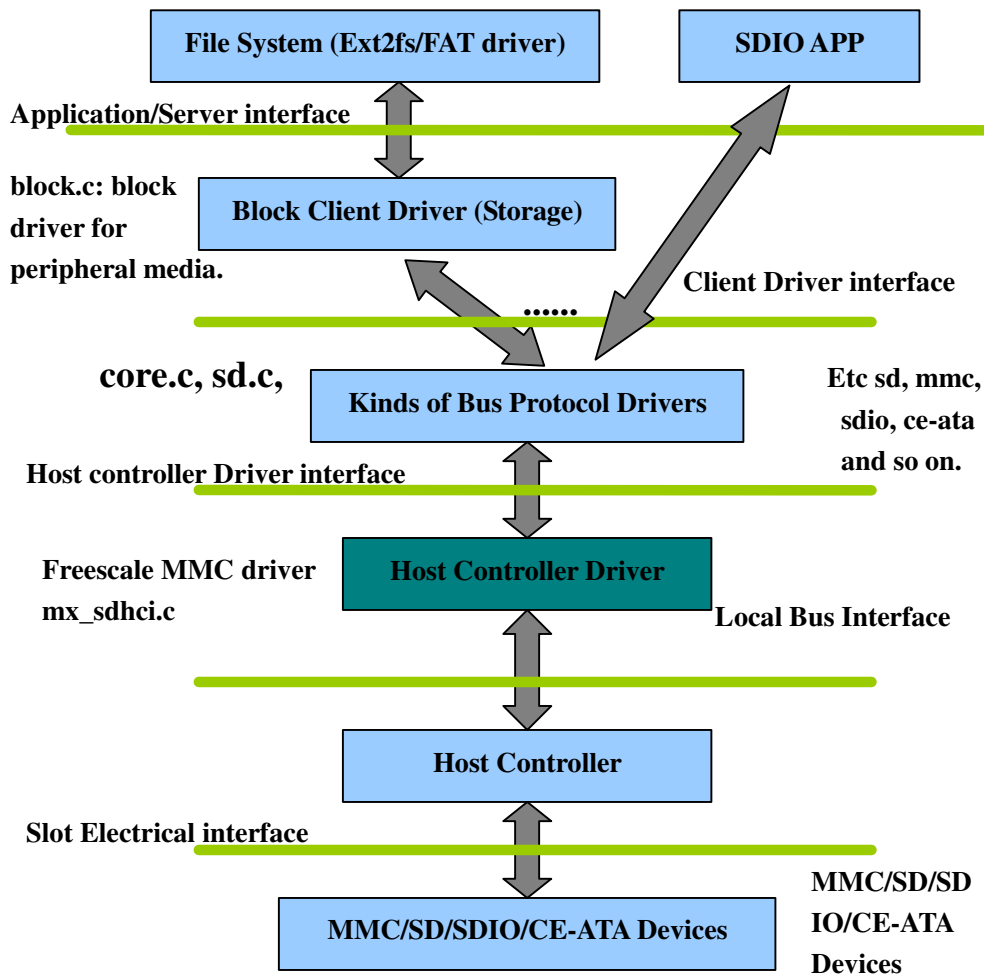 File System (Ext2fs/FAT driver)
SDIO APP
Application/Server interface
block.c: block
driver for
peripheral media.
Block Client Driver (Storage)
Client Driver interface
......
core.c, sd.c,
Kinds of Bus Protocol Drivers
Etc sd, mmc,
sdio, ce-ata
and so on.
Host controller Driver interface
Freescale MMC driver
mx_sdhci.c
Host Controller Driver
Local Bus Interface
Host Controller
Slot Electrical interface
MMC/SD/SDIO/CE-ATA Devices
MMC/SD/SD
IO/CE-ATA
Devices